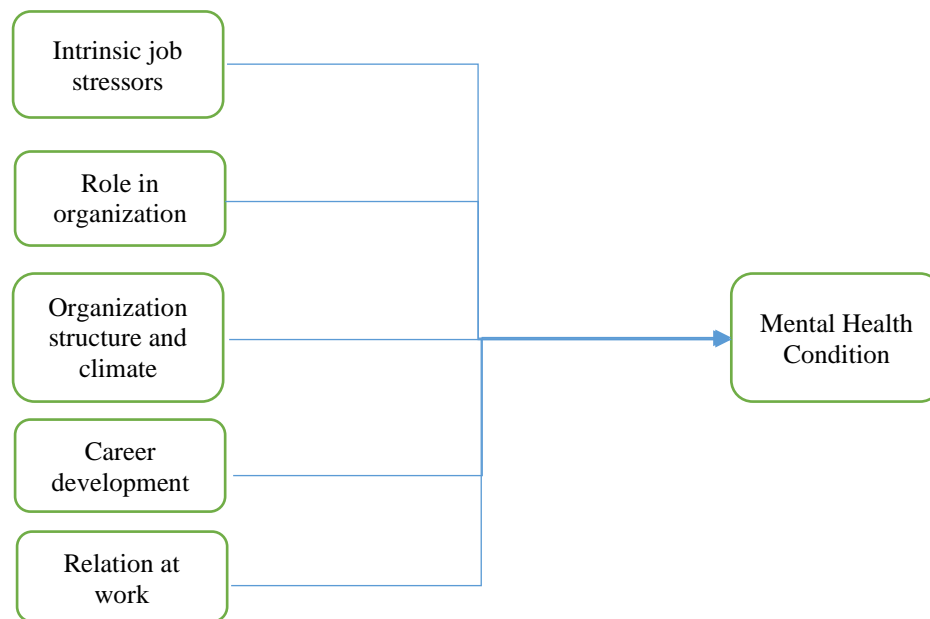 Intrinsic job
stressors
Role in
organization
Organization
structure and
climate
Mental Health
Condition
Career
development
Relation at
work